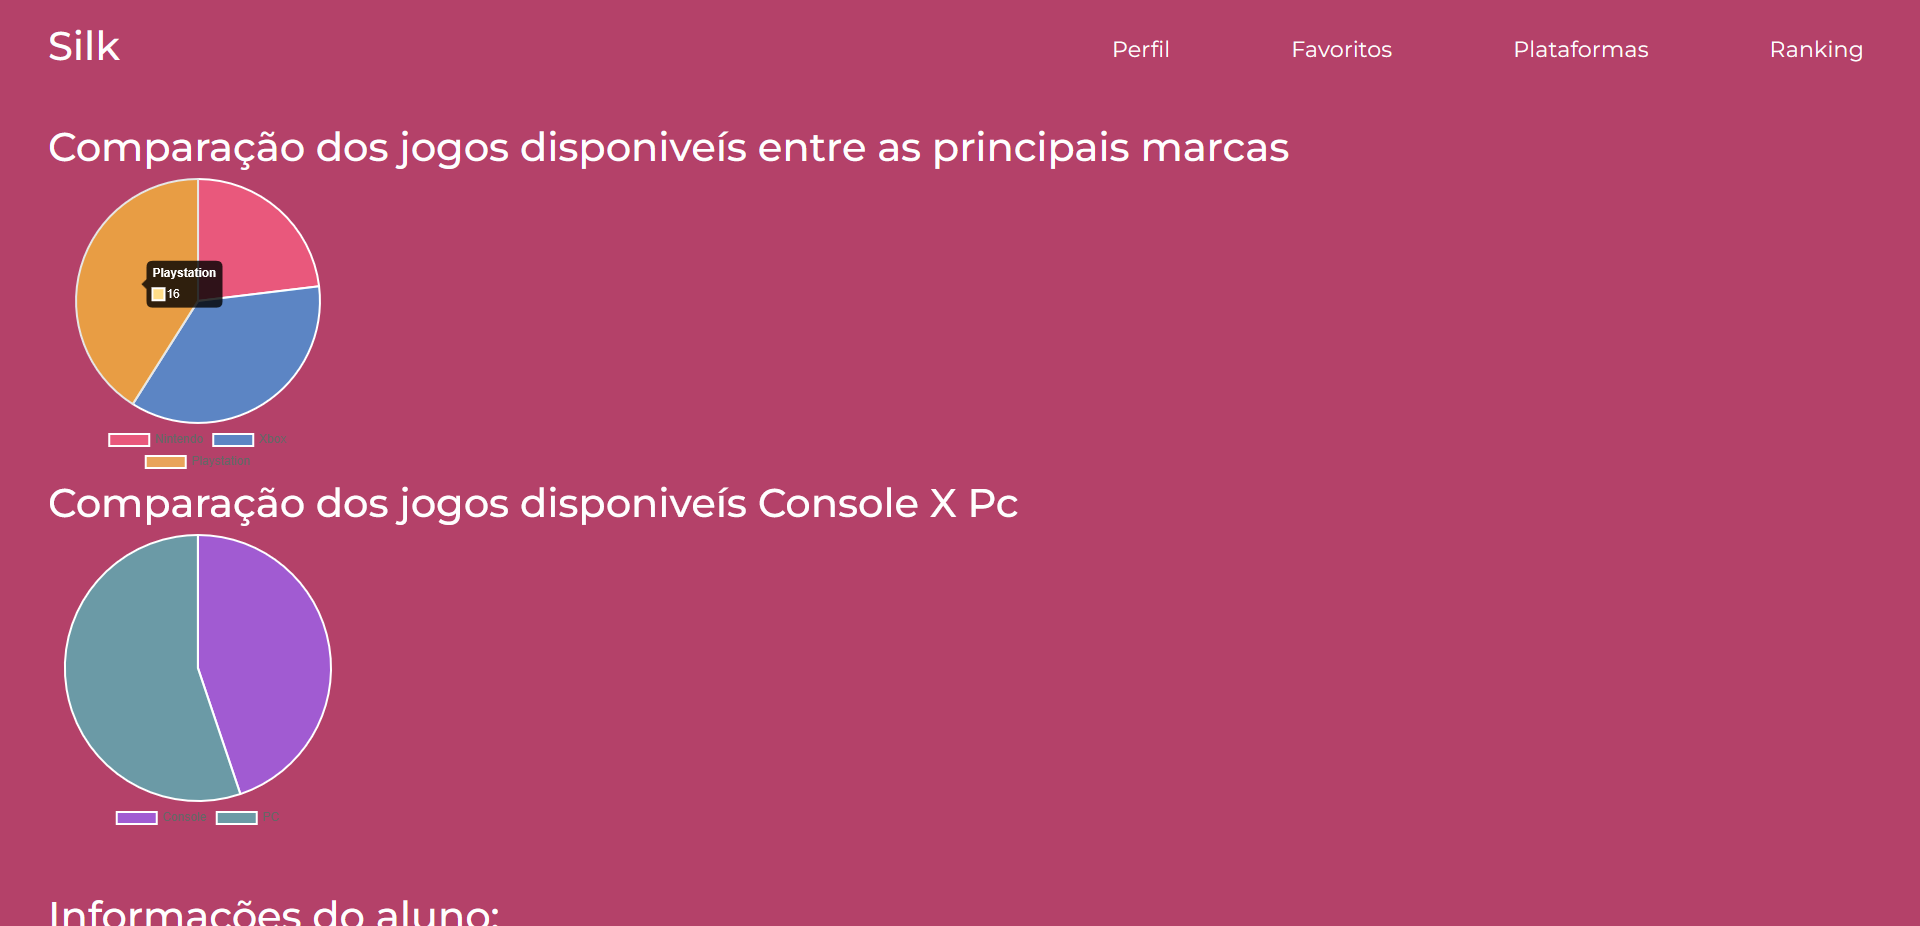 Silk
Perfil Favoritos Plataformas Ranking
Comparação dos jogos disponiveís entre as principais marcas
Playstation
16
Nintendo Xbox
Playstation
Comparação dos jogos disponiveís Console X Pc
Console PC
Informações do aluno: